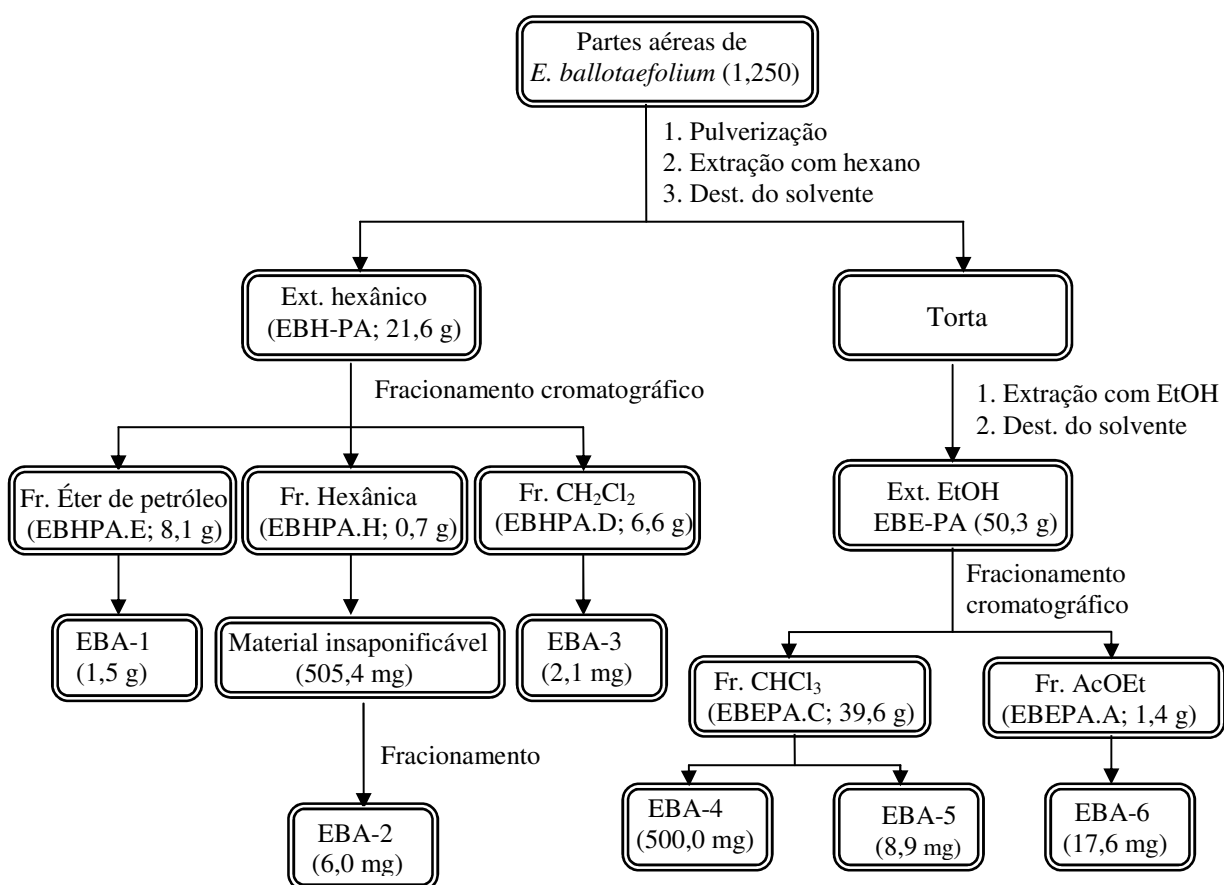 Partes aéreas de
E. ballotaefolium (1,250)
1. Pulverização
2. Extração com hexano
3. Dest. do solvente
Ext. hexânico
(EBH-PA; 21,6 g)
Torta
Fracionamento cromatográfico
1. Extração com EtOH
2. Dest. do solvente
Fr. Éter de petróleo
(EBHPA.E; 8,1 g)
Fr. Hexânica
(EBHPA.H; 0,7 g)
Fr. CH₂Cl₂
(EBHPA.D; 6,6 g)
Ext. EtOH
EBE-PA (50,3 g)
Fracionamento
cromatográfico
EBA-1
(1,5 g)
Material insaponificável
(505,4 mg)
EBA-3
(2,1 mg)
Fr. CHCl₃
(EBEPA.C; 39,6 g)
Fr. AcOEt
(EBEPA.A; 1,4 g)
Fracionamento
EBA-2
(6,0 mg)
EBA-4
(500,0 mg)
EBA-5
(8,9 mg)
EBA-6
(17,6 mg)